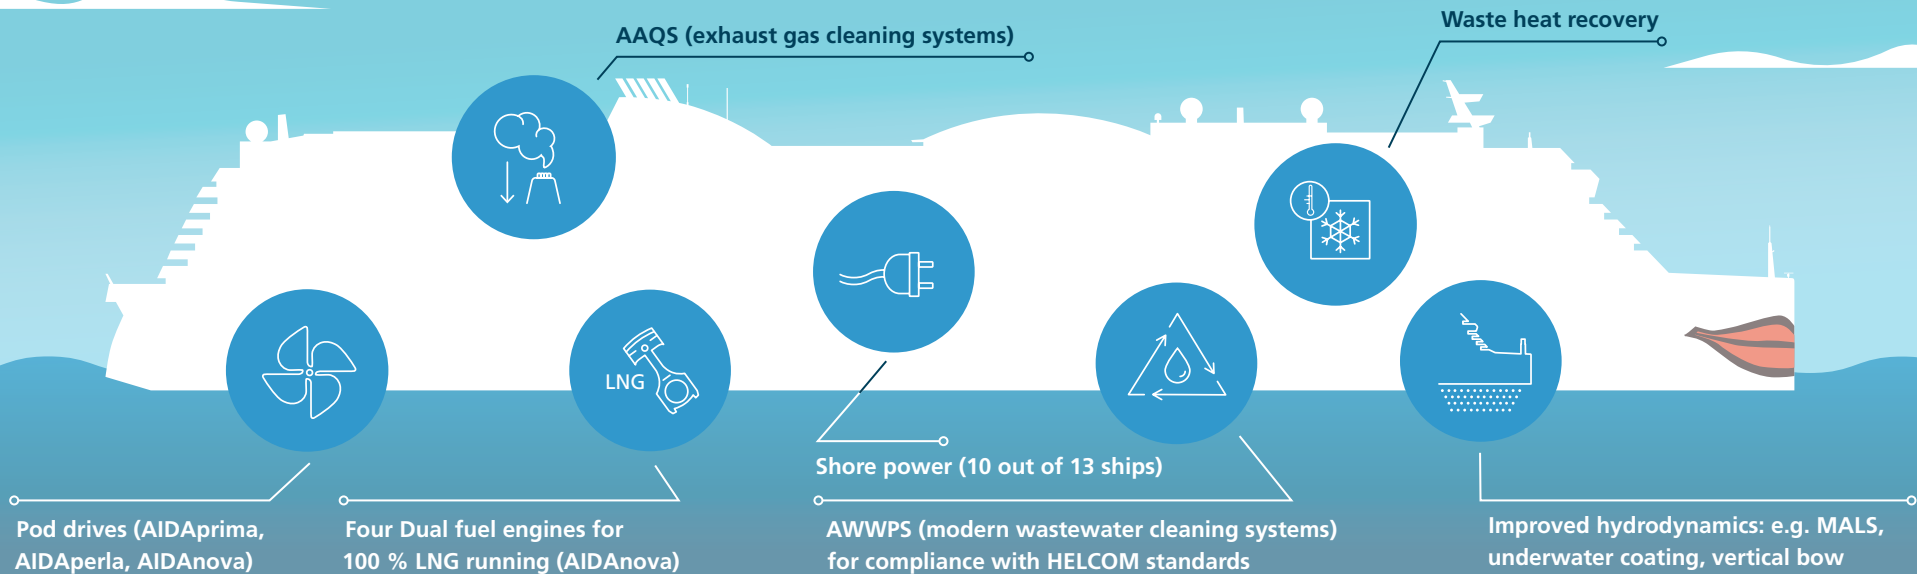 AAQS (exhaust gas cleaning systems)
Waste heat recovery
LNG
Shore power (10 out of 13 ships)
Pod drives (AIDAprima,
AIDAperla, AIDAnova)
Four Dual fuel engines for
100 % LNG running (AIDAnova)
AWWPS (modern wastewater cleaning systems)
for compliance with HELCOM standards
Improved hydrodynamics: e.g. MALS,
underwater coating, vertical bow